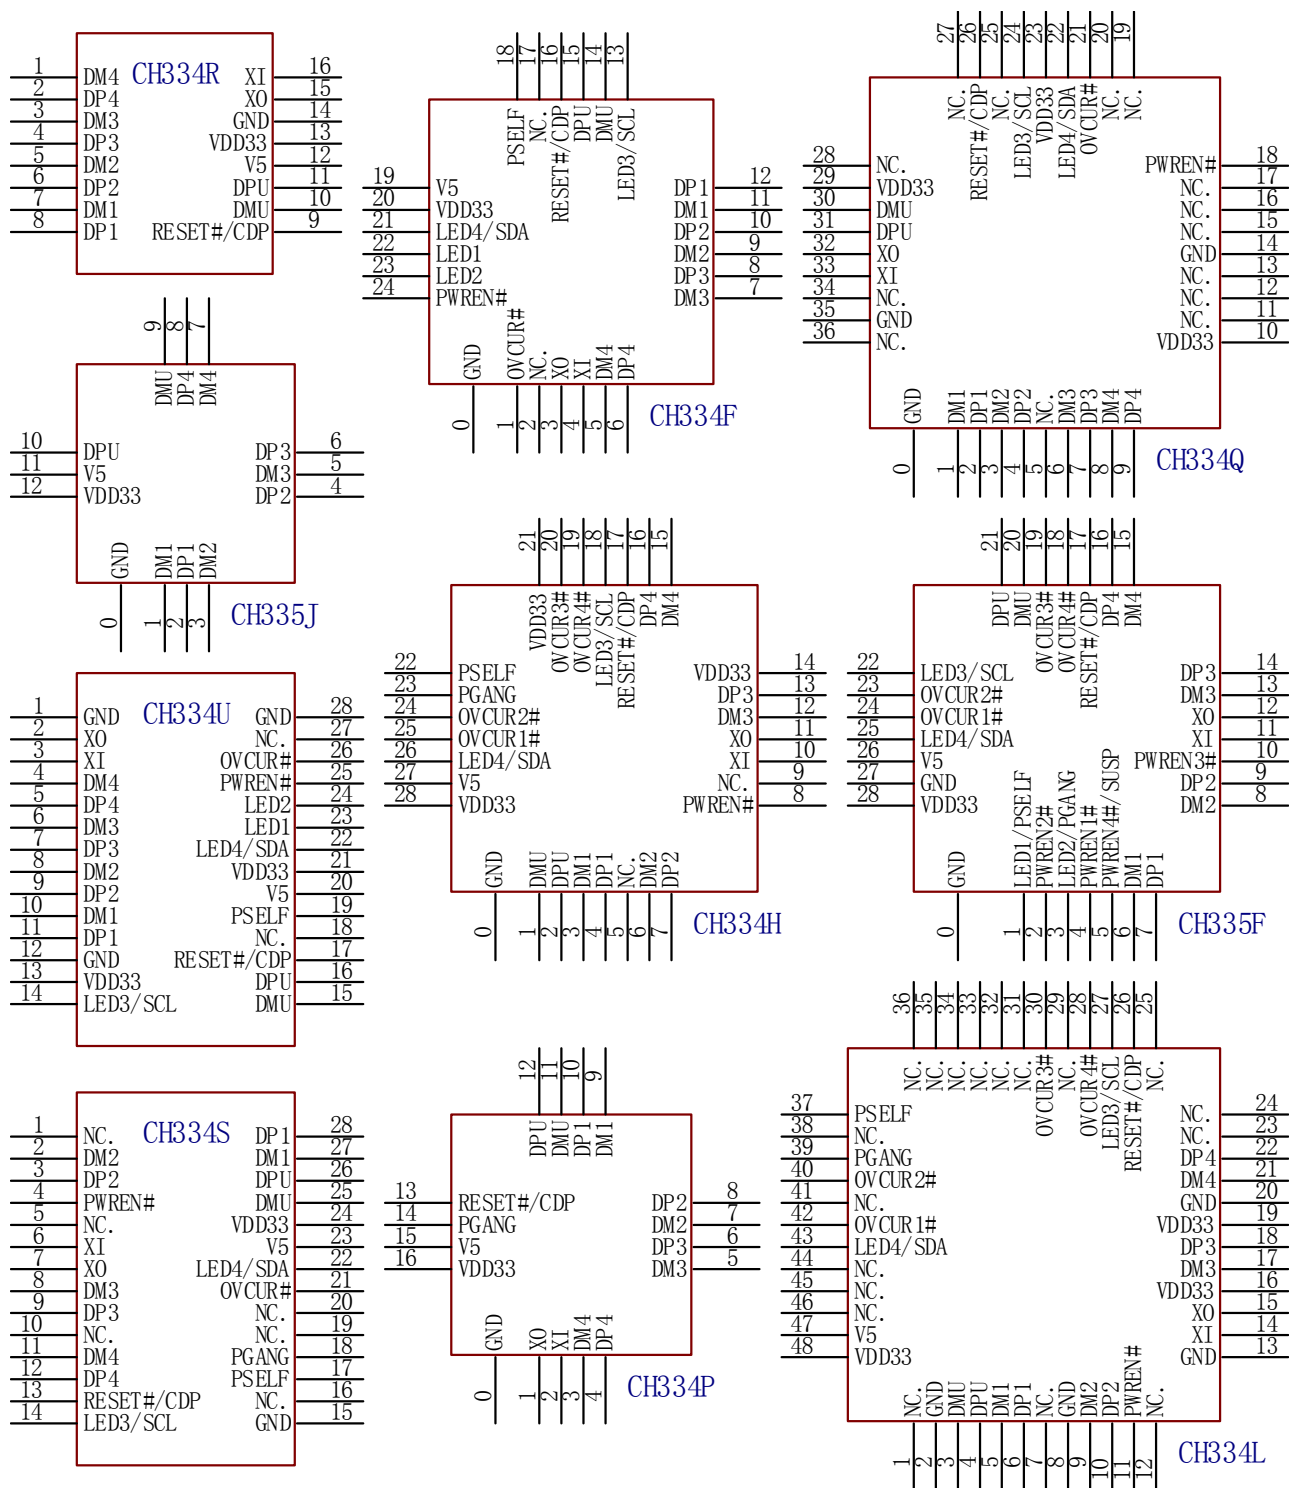 CH334R
1 DM4 XI 16
2 DP4 XO 15
3 DM3 GND 14
4 DP3 VDD33 13
5 DM2 V5 12
6 DP2 DPU 11
7 DM1 DMU 10
8 DP1 RESET#/CDP 9
18 17 16 15 14 13
PSELF NC. RESET#/CDP DPU DMU LED3/SCL
19 V5 DP1 12
20 VDD33 DM1 11
21 LED4/SDA DP2 10
22 LED1 DM2 9
23 LED2 DP3 8
24 PWREN# DM3 7
GND OVCUR# NC. XO XI DM4 DP4
0 1 2 3 4 5 6
CH334F
27 26 25 24 23 22 21 20 19
NC. RESET#/CDP NC. LED3/SCL VDD33 LED4/SDA OVCUR# NC. NC.
28 NC. PWREN# 18
29 VDD33 NC. 17
30 DMU NC. 16
31 DPU NC. 15
32 XO GND 14
33 XI NC. 13
34 NC. NC. 12
35 GND NC. 11
36 NC. VDD33 10
GND DM1 DP1 DM2 DP2 NC. DM3 DP3 DM4 DP4
0 1 2 3 4 5 6 7 8 9
CH334Q
9 8 7
DMU DP4 DM4
10 DPU DP3 6
11 V5 DM3 5
12 VDD33 DP2 4
GND DM1 DP1 DM2
0 1 2 3
CH335J
21 20 19 18 17 16 15
VDD33 OVCUR3# OVCUR4# LED3/SCL RESET#/CDP DP4 DM4
22 PSELF VDD33 14
23 PGANG DP3 13
24 OVCUR2# DM3 12
25 OVCUR1# XO 11
26 LED4/SDA XI 10
27 V5 NC. 9
28 VDD33 PWREN# 8
GND DMU DPU DM1 DP1 NC. DM2 DP2
0 1 2 3 4 5 6 7
CH334H
21 20 19 18 17 16 15
DPU DMU OVCUR3# OVCUR4# RESET#/CDP DP4 DM4
22 LED3/SCL DP3 14
23 OVCUR2# DM3 13
24 OVCUR1# XO 12
25 LED4/SDA XI 11
26 V5 PWREN3# 10
27 GND DP2 9
28 VDD33 DM2 8
GND LED1/PSELF PWREN2# LED2/PGANG PWREN1# PWREN4#/SUSP DM1 DP1
0 1 2 3 4 5 6 7
CH335F
CH334U
1 GND GND 28
2 XO NC. 27
3 XI OVCUR# 26
4 DM4 PWREN# 25
5 DP4 LED2 24
6 DM3 LED1 23
7 DP3 LED4/SDA 22
8 DM2 VDD33 21
9 DP2 V5 20
10 DM1 PSELF 19
11 DP1 NC. 18
12 GND RESET#/CDP 17
13 VDD33 DPU 16
14 LED3/SCL DMU 15
CH334S
1 NC. DP1 28
2 DM2 DM1 27
3 DP2 DPU 26
4 PWREN# DMU 25
5 NC. VDD33 24
6 XI V5 23
7 XO LED4/SDA 22
8 DM3 OVCUR# 21
9 DP3 NC. 20
10 NC. NC. 19
11 DM4 PGANG 18
12 DP4 PSELF 17
13 RESET#/CDP NC. 16
14 LED3/SCL GND 15
12 11 10 9
DPU DMU DP1 DM1
13 RESET#/CDP DP2 8
14 PGANG DM2 7
15 V5 DP3 6
16 VDD33 DM3 5
GND XO XI DM4 DP4
0 1 2 3 4
CH334P
36 35 34 33 32 31 30 29 28 27 26 25
NC. NC. NC. NC. NC. NC. OVCUR3# NC. OVCUR4# LED3/SCL RESET#/CDP NC.
37 PSELF NC. 24
38 NC. NC. 23
39 PGANG DP4 22
40 OVCUR2# DM4 21
41 NC. GND 20
42 OVCUR1# VDD33 19
43 LED4/SDA DP3 18
44 NC. DM3 17
45 NC. VDD33 16
46 NC. XO 15
47 V5 XI 14
48 VDD33 GND 13
NC. GND DMU DPU DM1 DP1 NC. GND DM2 DP2 PWREN# NC.
1 2 3 4 5 6 7 8 9 10 11 12
CH334L